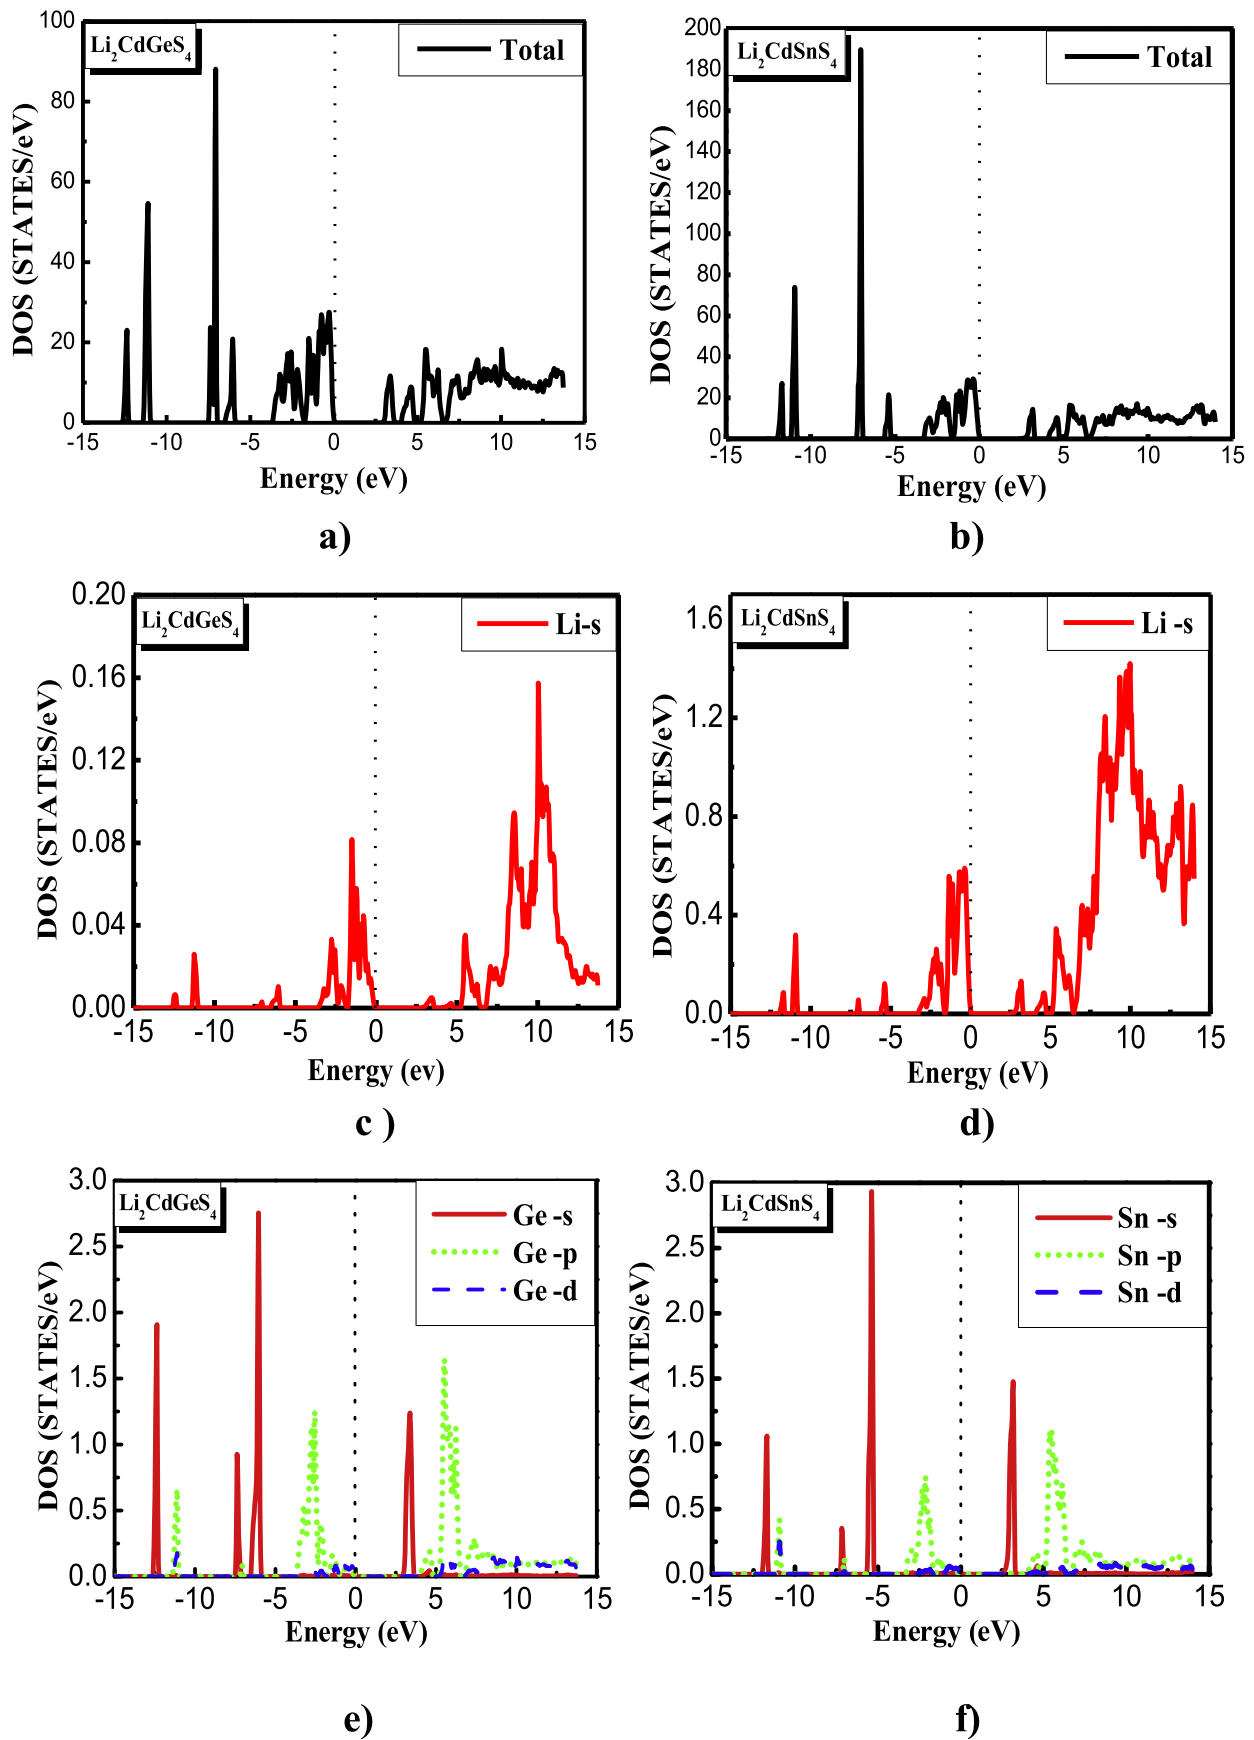 Li2CdGeS4
Total
DOS (STATES/eV)
100
80
60
40
20
0
-15
-10
-5
0
5
10
15
Energy (eV)
a)
Li2CdSnS4
Total
DOS (STATES/eV)
200
180
160
140
120
100
80
60
40
20
0
-15
-10
-5
0
5
10
15
Energy (eV)
b)
Li2CdGeS4
Li-s
DOS (STATES/eV)
0.20
0.16
0.12
0.08
0.04
0.00
-15
-10
-5
0
5
10
15
Energy (ev)
c )
Li2CdSnS4
Li -s
DOS (STATES/eV)
1.6
1.2
0.8
0.4
0.0
-15
-10
-5
0
5
10
15
Energy (eV)
d)
Li2CdGeS4
Ge -s
Ge -p
Ge -d
DOS (STATES/eV)
3.0
2.5
2.0
1.5
1.0
0.5
0.0
-15
-10
-5
0
5
10
15
Energy (eV)
e)
Li2CdSnS4
Sn -s
Sn -p
Sn -d
DOS (STATES/eV)
3.0
2.5
2.0
1.5
1.0
0.5
0.0
-15
-10
-5
0
5
10
15
Energy (eV)
f)